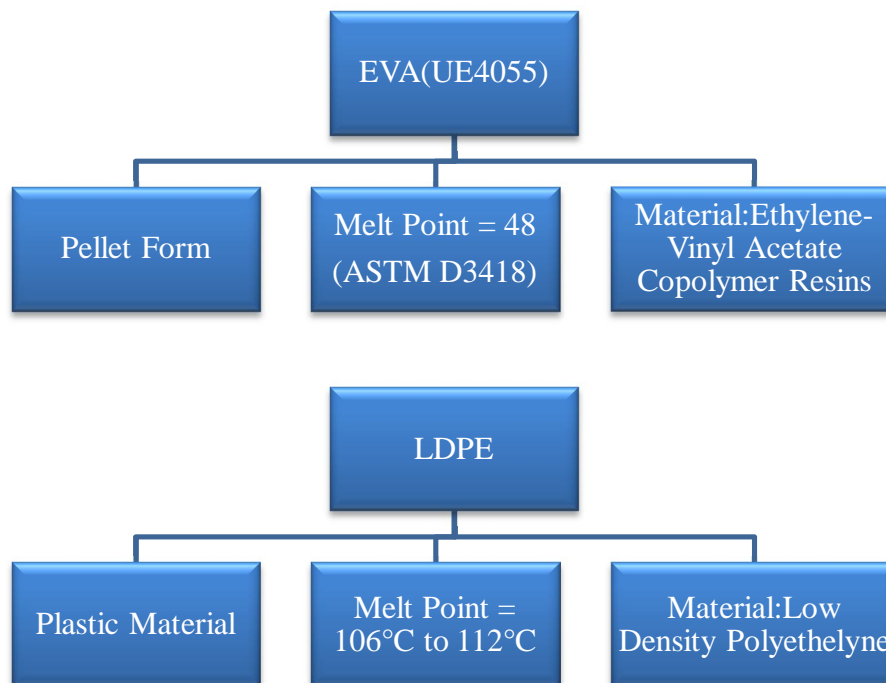 EVA(UE4055)
Pellet Form
Melt Point = 48
(ASTM D3418)
Material:Ethylene-
Vinyl Acetate
Copolymer Resins
LDPE
Plastic Material
Melt Point =
106°C to 112°C
Material:Low
Density Polyethelyne